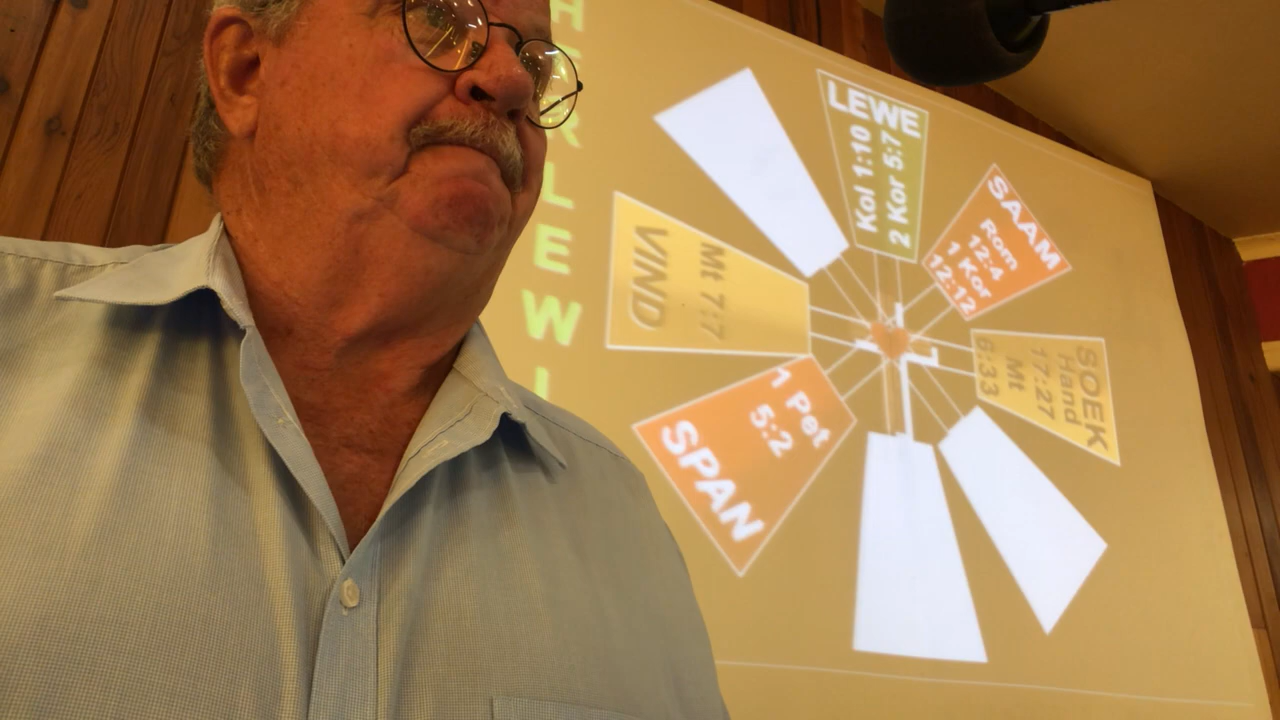 H
E
R
L
E
W
I
LEWE
Kol 1:10
2 Kor 5:7
SAAM
Rom
12:4
1 Kor
12:12
SOEK
Hand
17:27
Mt
6:33
VIND
Mt 7:7
1 Pet
5:2
SPAN